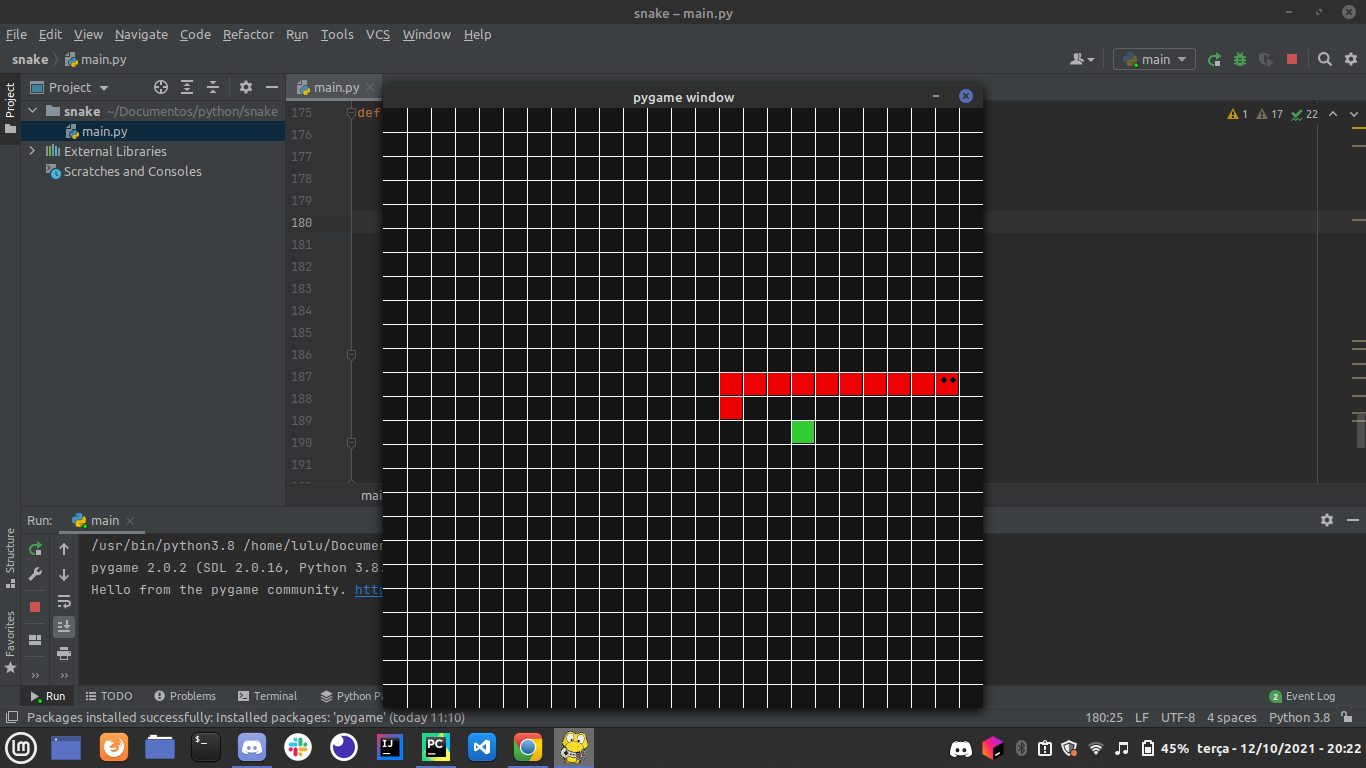 snake – main.py
File Edit View Navigate Code Refactor Run Tools VCS Window Help
snake main.py
main
Project
Project
main.py
pygame window
snake ~/Documentos/python/snake
main.py
External Libraries
Scratches and Consoles
175 def
176
177
178
179
180
181
182
183
184
185
186
187
188
189
190
191
1 17 22
mai
Run: main
/usr/bin/python3.8 /home/lulu/Documen
pygame 2.0.2 (SDL 2.0.16, Python 3.8.
Hello from the pygame community. htt
Structure
Favorites
Run TODO Problems Terminal Python Pa
2 Event Log
Packages installed successfully: Installed packages: 'pygame' (today 11:10)
180:25 LF UTF-8 4 spaces Python 3.8
$_ IJ PC
45% terça - 12/10/2021 - 20:22